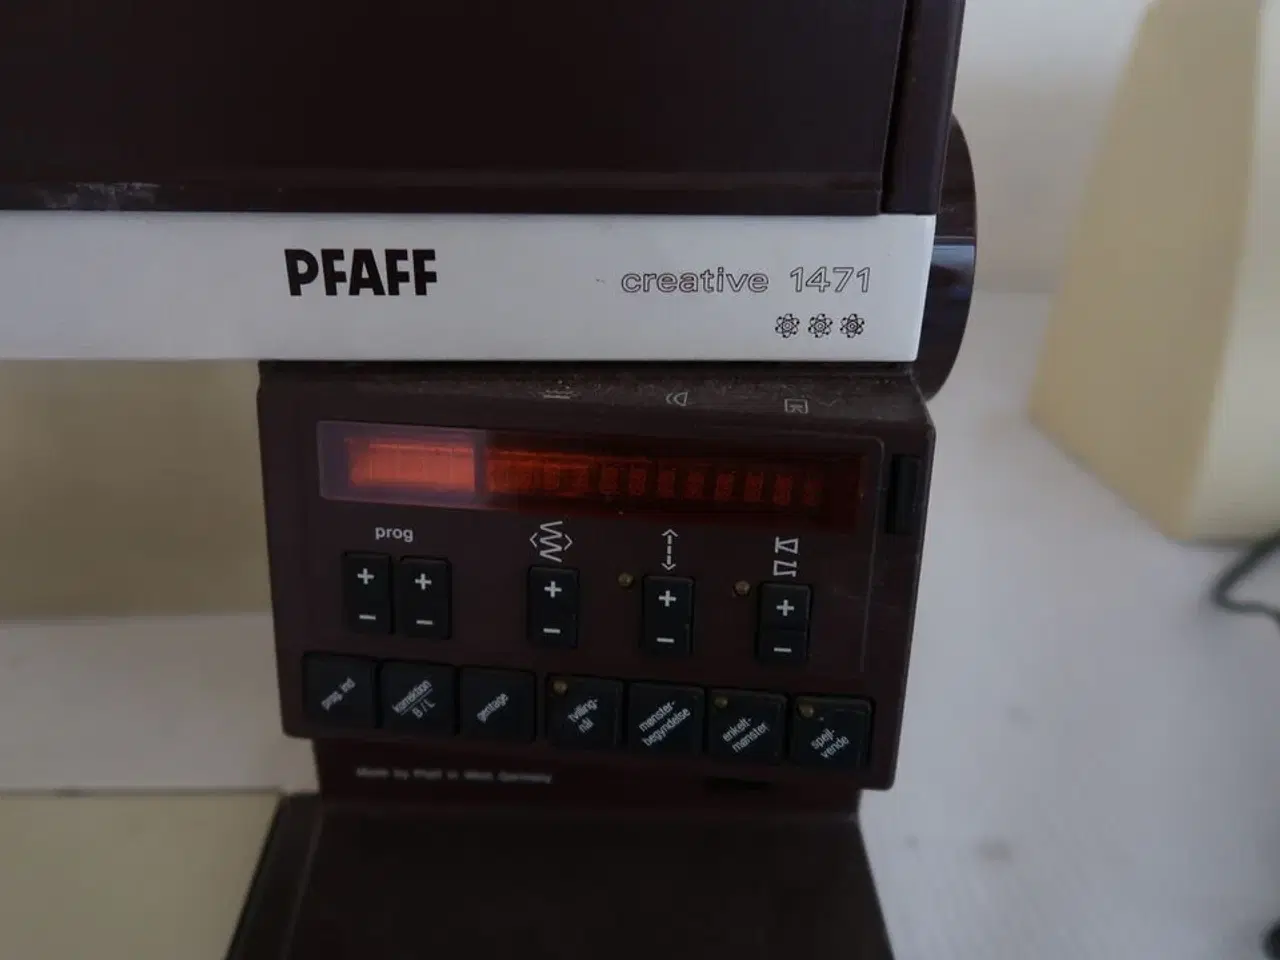 PFAFF
creative 1471
prog
+ + + + +
− − − − −
prog. ind
korrektion
B/L
gentage
tvilling-
nål
mønster-
begyndelse
enkelt-
mønster
spejl-
vende
Made by Pfaff in West Germany